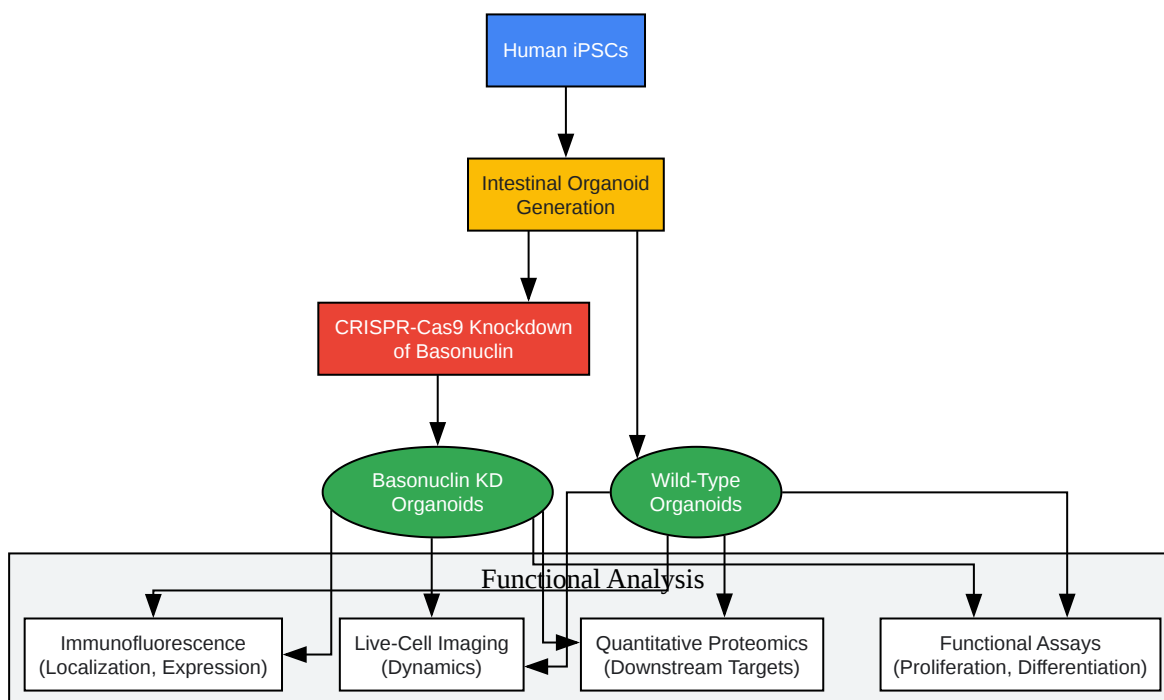 Human iPSCs
Intestinal Organoid
Generation
CRISPR-Cas9 Knockdown
of Basonuclin
Basonuclin KD
Organoids
Wild-Type
Organoids
Functional Analysis
Immunofluorescence
(Localization, Expression)
Live-Cell Imaging
(Dynamics)
Quantitative Proteomics
(Downstream Targets)
Functional Assays
(Proliferation, Differentiation)